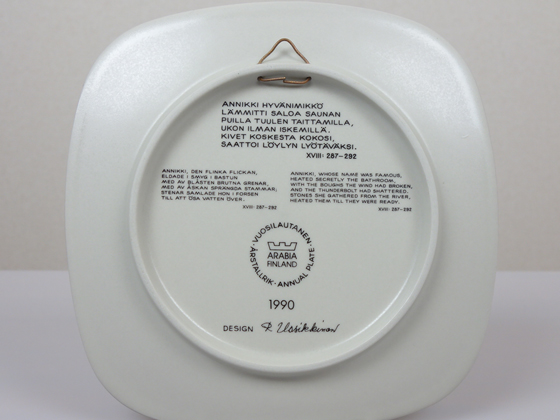 ANNIKKI HYVÄNIMIKKÖ
LÄMMITTI SALOA SAUNAN
PUILLA TUULEN TAITTAMILLA,
UKON ILMAN ISKEMILLÄ.
KIVET KOSKESTA KOKOSI,
SAATTOI LÖYLYN LYÖTÄVÄKSI.
XVIII: 287-292
ANNIKKI, DEN FLINKA FLICKAN,
ELDADE I SMYG I BASTUN
MED AV BLÅSTEN BRUTNA GRENAR,
MED AV ÅSKAN SPRÄNGDA STAMMAR,
STENAR SAMLADE HON I FORSEN
TILL ATT ÖSA VATTEN ÖVER.
XVIII: 287-292
ANNIKKI, WHOSE NAME WAS FAMOUS,
HEATED SECRETLY THE BATHROOM,
WITH THE BOUGHS THE WIND HAD BROKEN,
AND THE THUNDERBOLT HAD SHATTERED.
STONES SHE GATHERED FROM THE RIVER,
HEATED THEM TILL THEY WERE READY.
XVIII: 287-292
VUOSILAUTANEN · ANNUAL PLATE · ÅRSTALLRIK ·
ARABIA
FINLAND
1990
DESIGN R. Uosikkinen